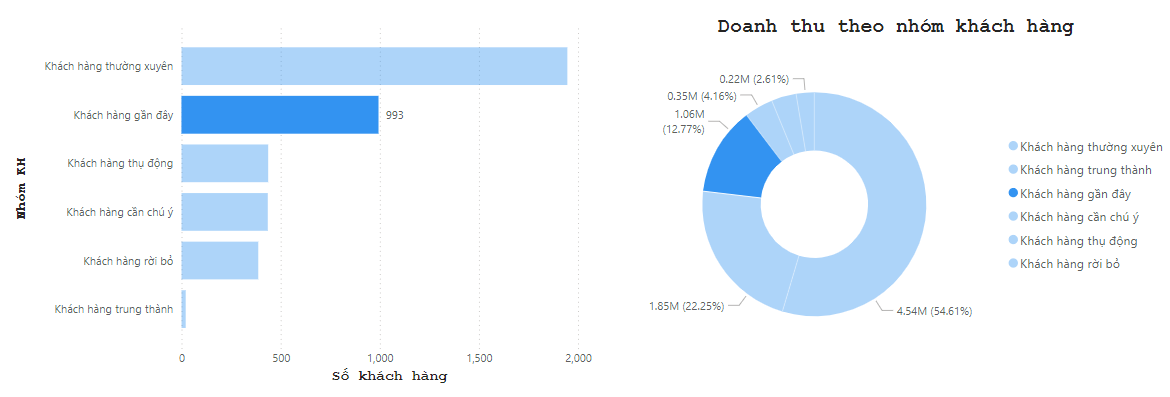 Khách hàng thường xuyên
Khách hàng gần đây
993
Khách hàng thụ động
Khách hàng cần chú ý
Khách hàng rời bỏ
Khách hàng trung thành
Nhóm KH
0
500
1,000
1,500
2,000
Số khách hàng
Doanh thu theo nhóm khách hàng
0.22M (2.61%)
0.35M (4.16%)
1.06M
(12.77%)
1.85M (22.25%)
4.54M (54.61%)
Khách hàng thường xuyên
Khách hàng trung thành
Khách hàng gần đây
Khách hàng cần chú ý
Khách hàng thụ động
Khách hàng rời bỏ